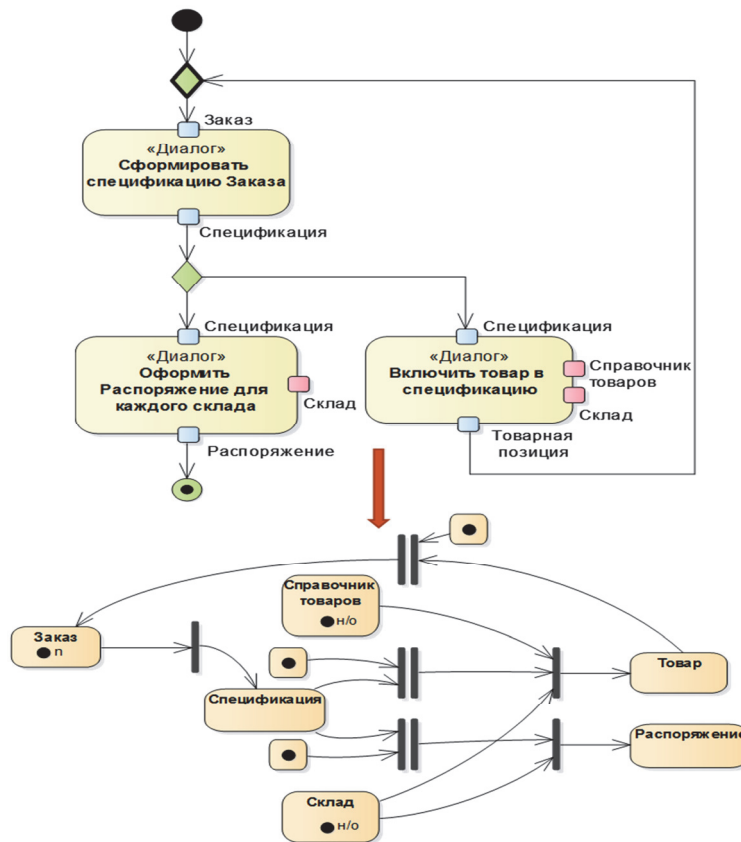 Заказ
«Диалог»
Сформировать
спецификацию Заказа
Спецификация
Спецификация
«Диалог»
Оформить
Распоряжение для
каждого склада
Склад
Распоряжение
Спецификация
«Диалог»
Включить товар в
спецификацию
Справочник
товаров
Склад
Товарная
позиция
Справочник
товаров
н/о
Заказ
n
Спецификация
Товар
Распоряжение
Склад
н/о